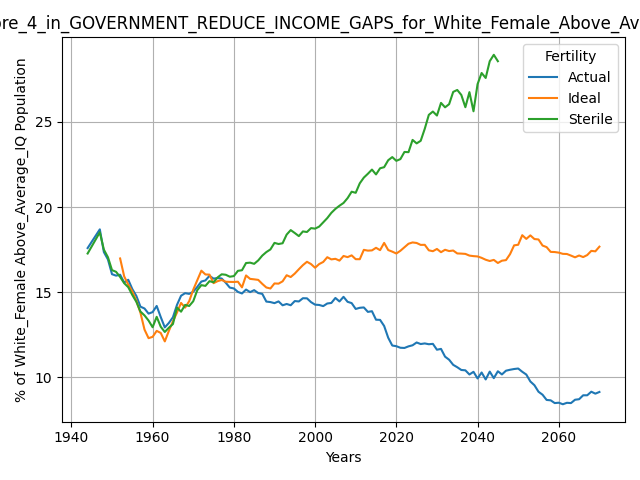 ore_4_in_GOVERNMENT_REDUCE_INCOME_GAPS_for_White_Female_Above_Av
% of White_Female Above_Average_IQ Population
25
20
15
10
Fertility
Actual
Ideal
Sterile
1940 1960 1980 2000 2020 2040 2060
Years